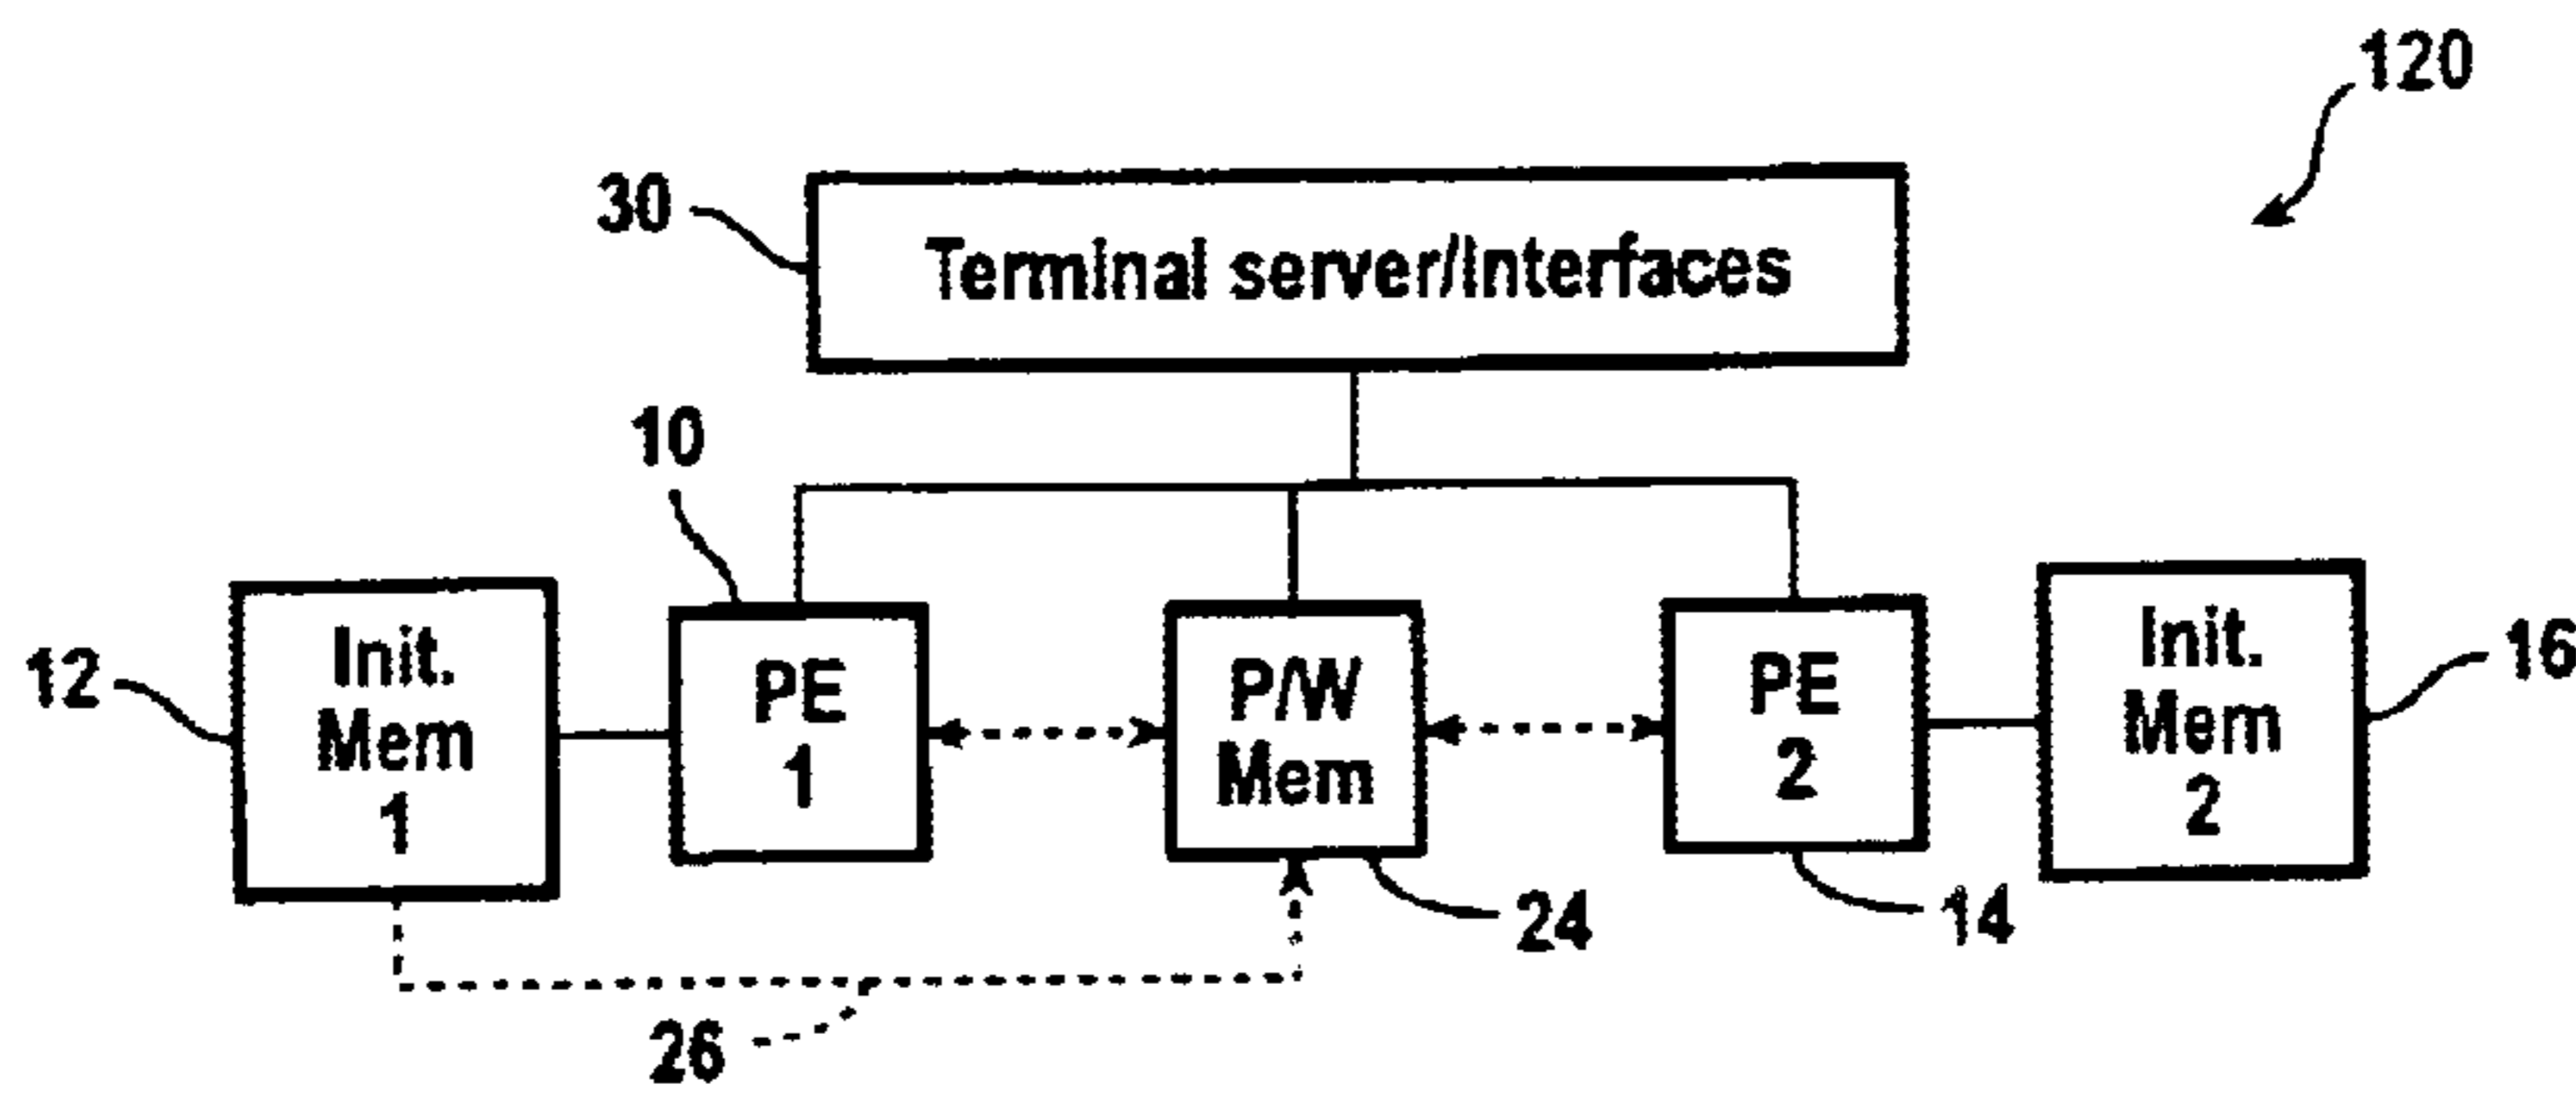 120
30
Terminal server/Interfaces
10
12
Init.
Mem
1
PE
1
P/W
Mem
PE
2
Init.
Mem
2
16
24
14
26